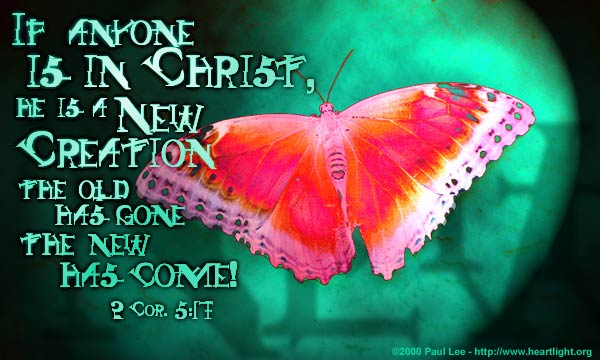 If anyone
is in Christ,
he is a New
Creation
the old
has gone
the new
has come!
2 Cor. 5:17
©2000 Paul Lee - http://www.heartlight.org